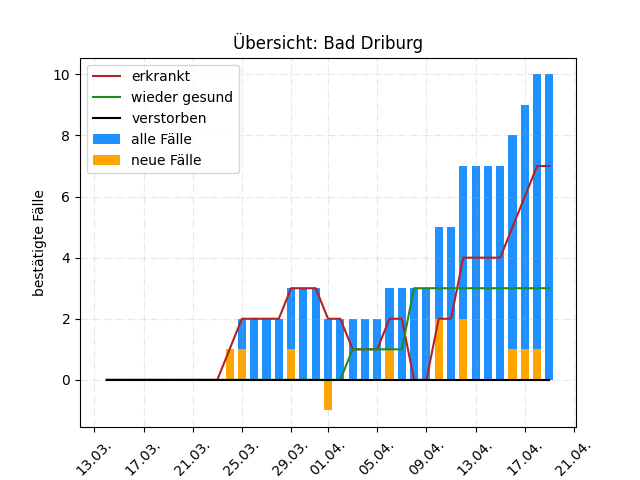 Übersicht: Bad Driburg
bestätigte Fälle
10
8
6
4
2
0
erkrankt
wieder gesund
verstorben
alle Fälle
neue Fälle
13.03.
17.03.
21.03.
25.03.
29.03.
01.04.
05.04.
09.04.
13.04.
17.04.
21.04.